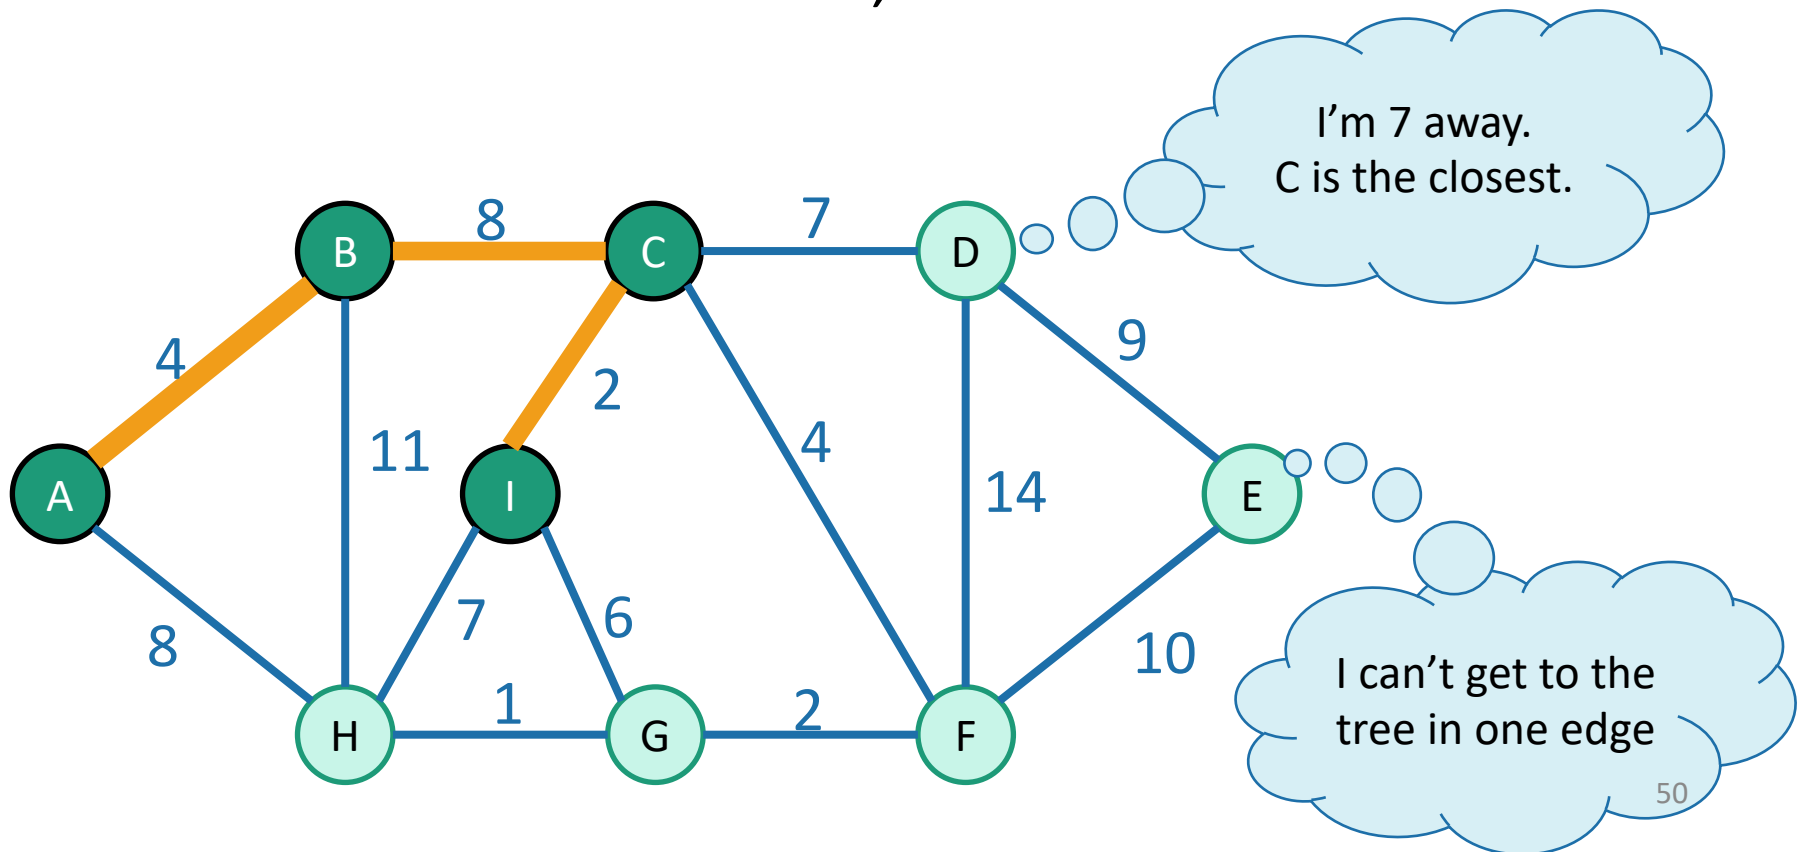 I’m 7 away.
C is the closest.
8
7
B
C
D
4
9
2
11
4
A
I
14
E
7
6
8
10
1
2
H
G
F
I can’t get to the
tree in one edge
50